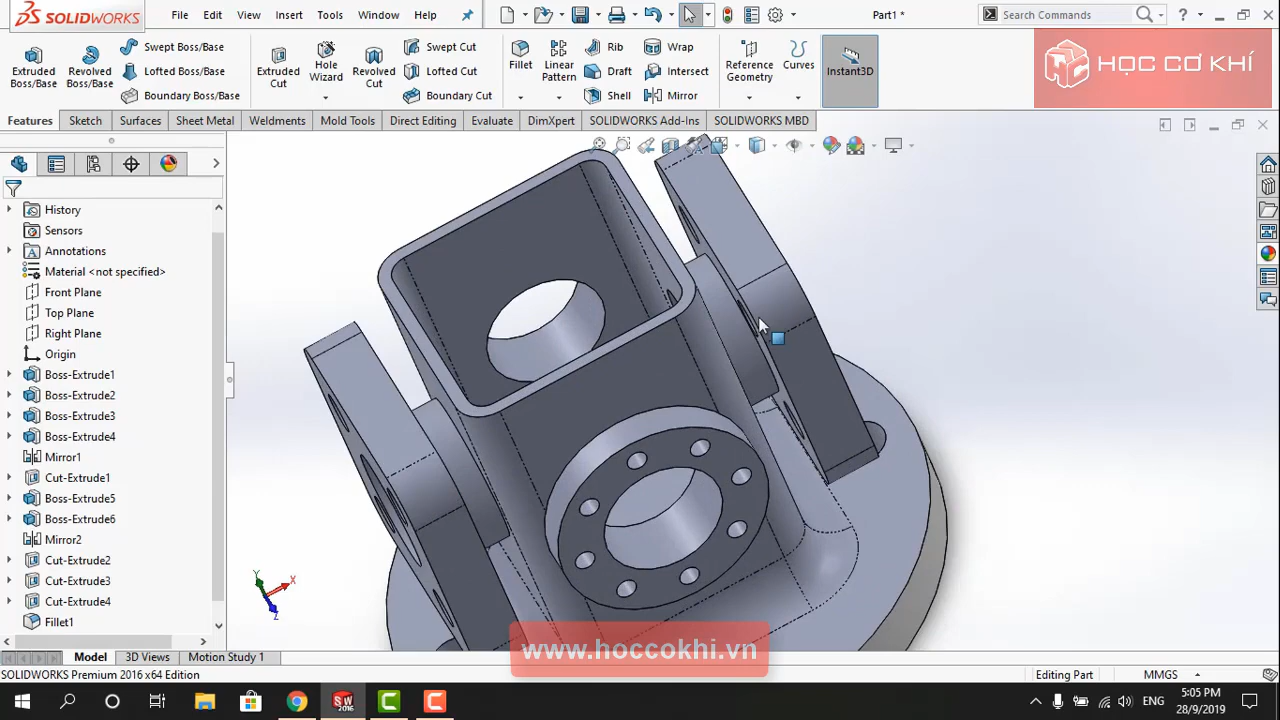 SOLIDWORKS
File
Edit
View
Insert
Tools
Window
Help
Part1 *
Search Commands
Extruded Boss/Base
Revolved Boss/Base
Swept Boss/Base
Lofted Boss/Base
Boundary Boss/Base
Extruded Cut
Hole Wizard
Revolved Cut
Swept Cut
Lofted Cut
Boundary Cut
Fillet
Linear Pattern
Rib
Draft
Shell
Wrap
Intersect
Mirror
Reference Geometry
Curves
Instant3D
HỌC CƠ KHÍ
Features
Sketch
Surfaces
Sheet Metal
Weldments
Mold Tools
Direct Editing
Evaluate
DimXpert
SOLIDWORKS Add-Ins
SOLIDWORKS MBD
History
Sensors
Annotations
Material <not specified>
Front Plane
Top Plane
Right Plane
Origin
Boss-Extrude1
Boss-Extrude2
Boss-Extrude3
Boss-Extrude4
Mirror1
Cut-Extrude1
Boss-Extrude5
Boss-Extrude6
Mirror2
Cut-Extrude2
Cut-Extrude3
Cut-Extrude4
Fillet1
Y
X
Z
www.hoccokhi.vn
Model
3D Views
Motion Study 1
SOLIDWORKS Premium 2016 x64 Edition
Editing Part
MMGS
SW
2016
ENG
5:05 PM
28/9/2019